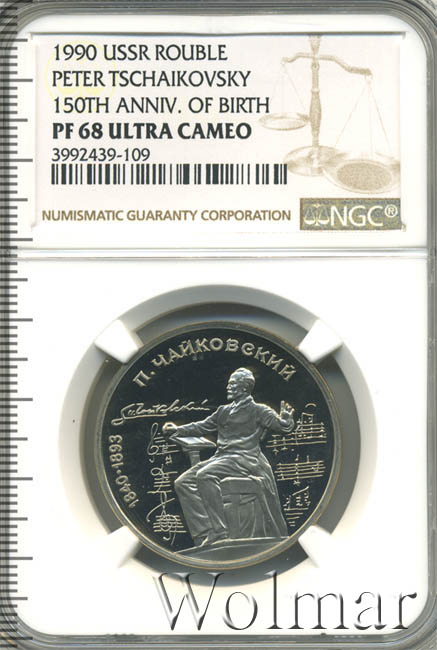 1990 USSR ROUBLE
PETER TSCHAIKOVSKY
150TH ANNIV. OF BIRTH
PF 68 ULTRA CAMEO
3992439-109
NUMISMATIC GUARANTY CORPORATION
NGC®
П. ЧАЙКОВСКИЙ
1840-1893
Wolmar